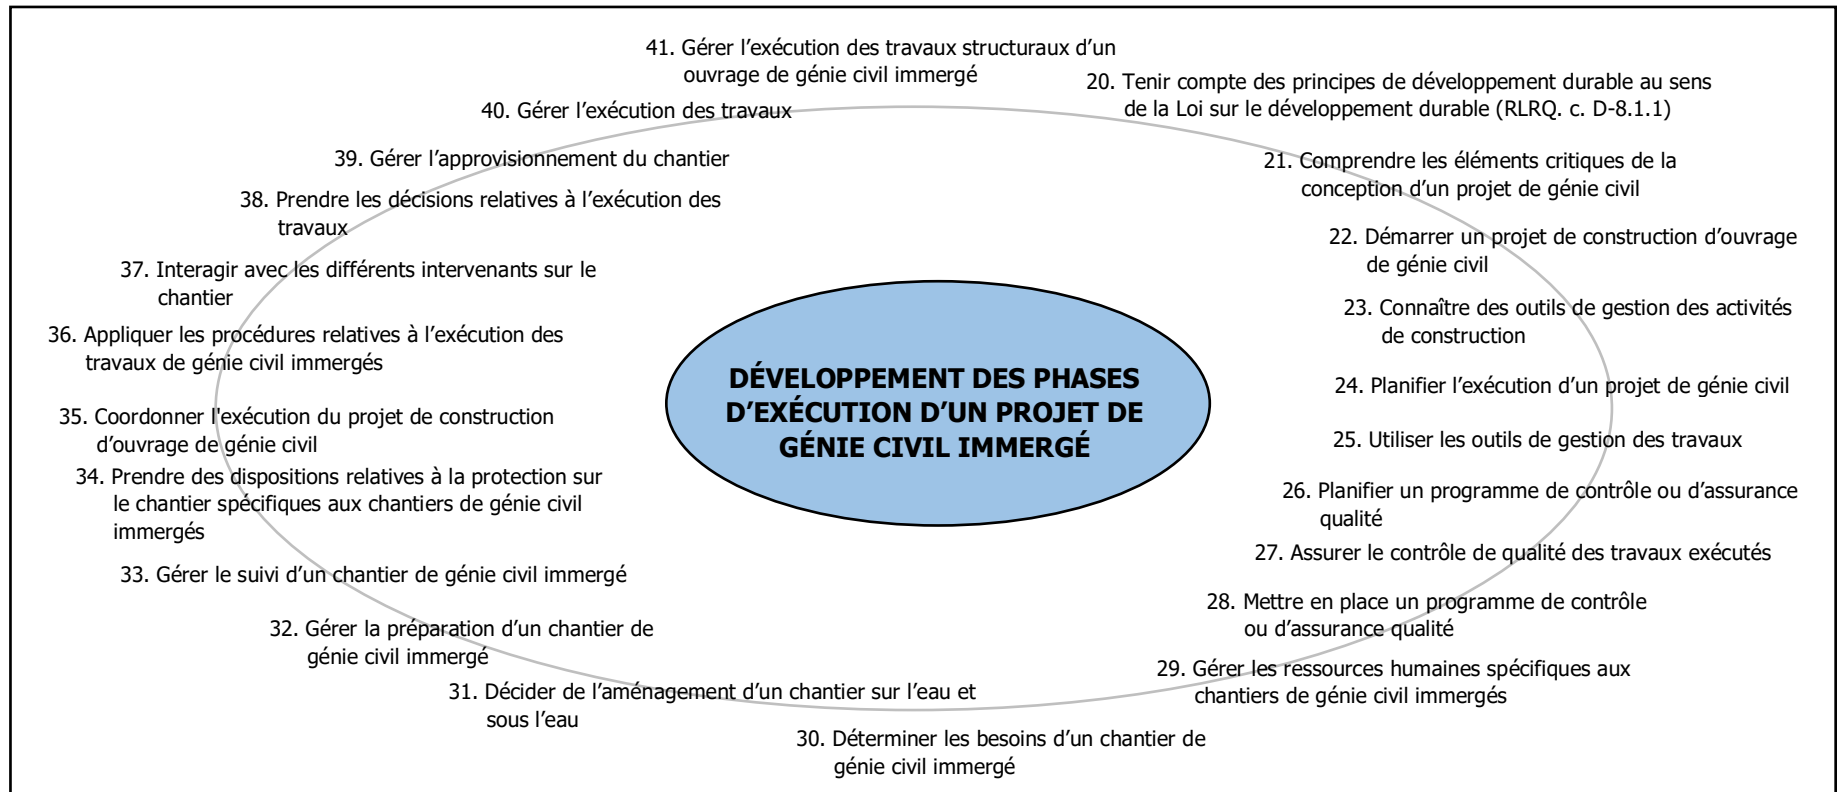 41. Gérer l’exécution des travaux structuraux d’un
ouvrage de génie civil immergé
20. Tenir compte des principes de développement durable au sens
de la Loi sur le développement durable (RLRQ. c. D-8.1.1)
40. Gérer l’exécution des travaux
39. Gérer l’approvisionnement du chantier
21. Comprendre les éléments critiques de la
conception d’un projet de génie civil
38. Prendre les décisions relatives à l’exécution des
travaux
22. Démarrer un projet de construction d’ouvrage
de génie civil
37. Interagir avec les différents intervenants sur le
chantier
23. Connaître des outils de gestion des activités
de construction
36. Appliquer les procédures relatives à l’exécution des
travaux de génie civil immergés
DÉVELOPPEMENT DES PHASES
D’EXÉCUTION D’UN PROJET DE
GÉNIE CIVIL IMMERGÉ
24. Planifier l’exécution d’un projet de génie civil
35. Coordonner l'exécution du projet de construction
d’ouvrage de génie civil
25. Utiliser les outils de gestion des travaux
34. Prendre des dispositions relatives à la protection sur
le chantier spécifiques aux chantiers de génie civil
immergés
26. Planifier un programme de contrôle ou d’assurance
qualité
27. Assurer le contrôle de qualité des travaux exécutés
33. Gérer le suivi d’un chantier de génie civil immergé
28. Mettre en place un programme de contrôle
ou d’assurance qualité
32. Gérer la préparation d’un chantier de
génie civil immergé
29. Gérer les ressources humaines spécifiques aux
chantiers de génie civil immergés
31. Décider de l’aménagement d’un chantier sur l’eau et
sous l’eau
30. Déterminer les besoins d’un chantier de
génie civil immergé